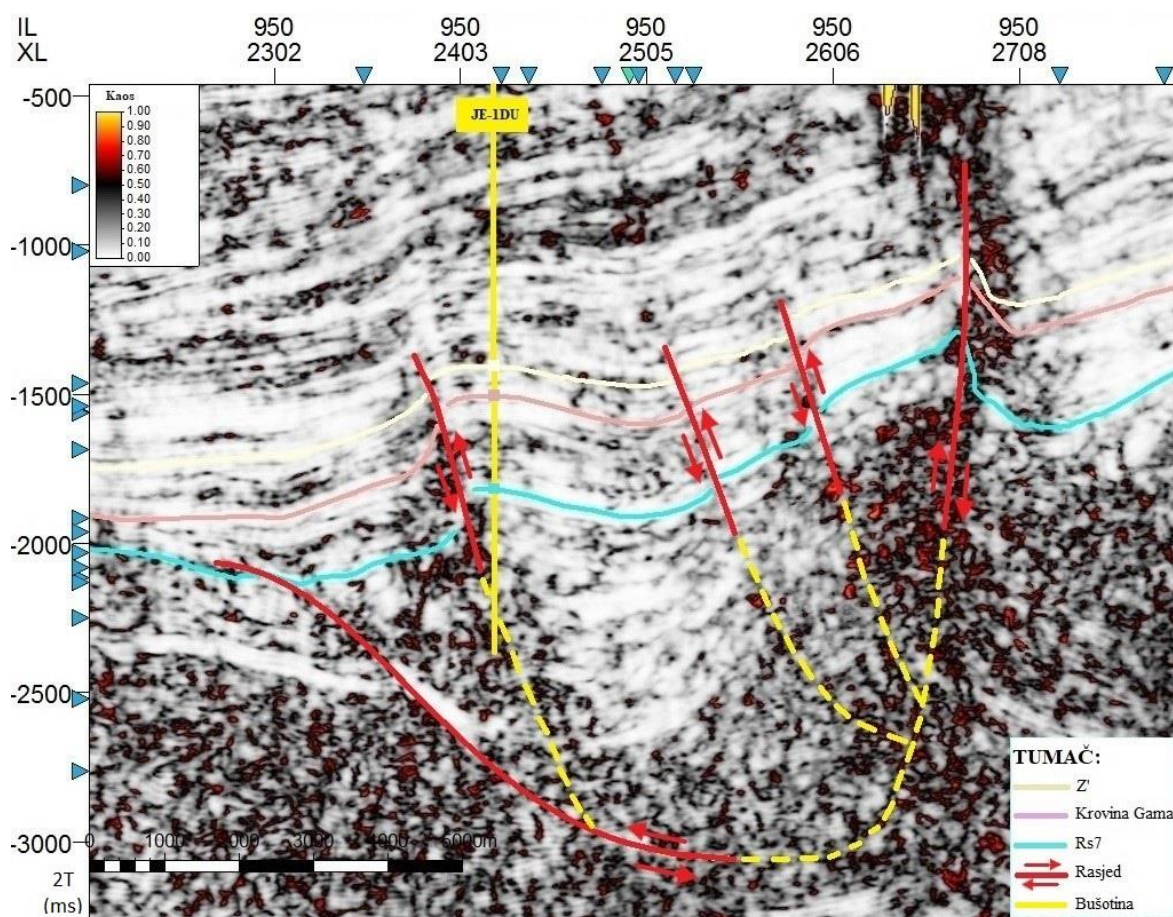 IL 950 950 950 950 950
XL 2302 2403 2505 2606 2708
-500
Kaos
1.00
0.90
0.80
0.70
0.60
0.50
0.40
0.30
0.20
0.10
0.00
JE-1DU
-1000
-1500
-2000
-2500
-3000
0 1000 2000 3000 4000 5000m
2T
(ms)
TUMAČ:
Z'
Krovina Gama
Rs7
Rasjed
Bušotina